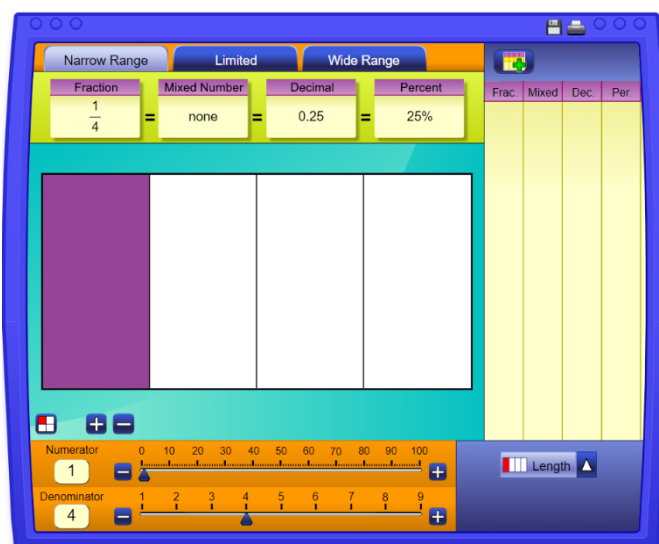 Narrow Range Limited Wide Range
Fraction Mixed Number Decimal Percent
1
4
= none = 0.25 = 25%
Frac. Mixed Dec. Per.
Numerator 0 10 20 30 40 50 60 70 80 90 100
1
Denominator 1 2 3 4 5 6 7 8 9
4
Length